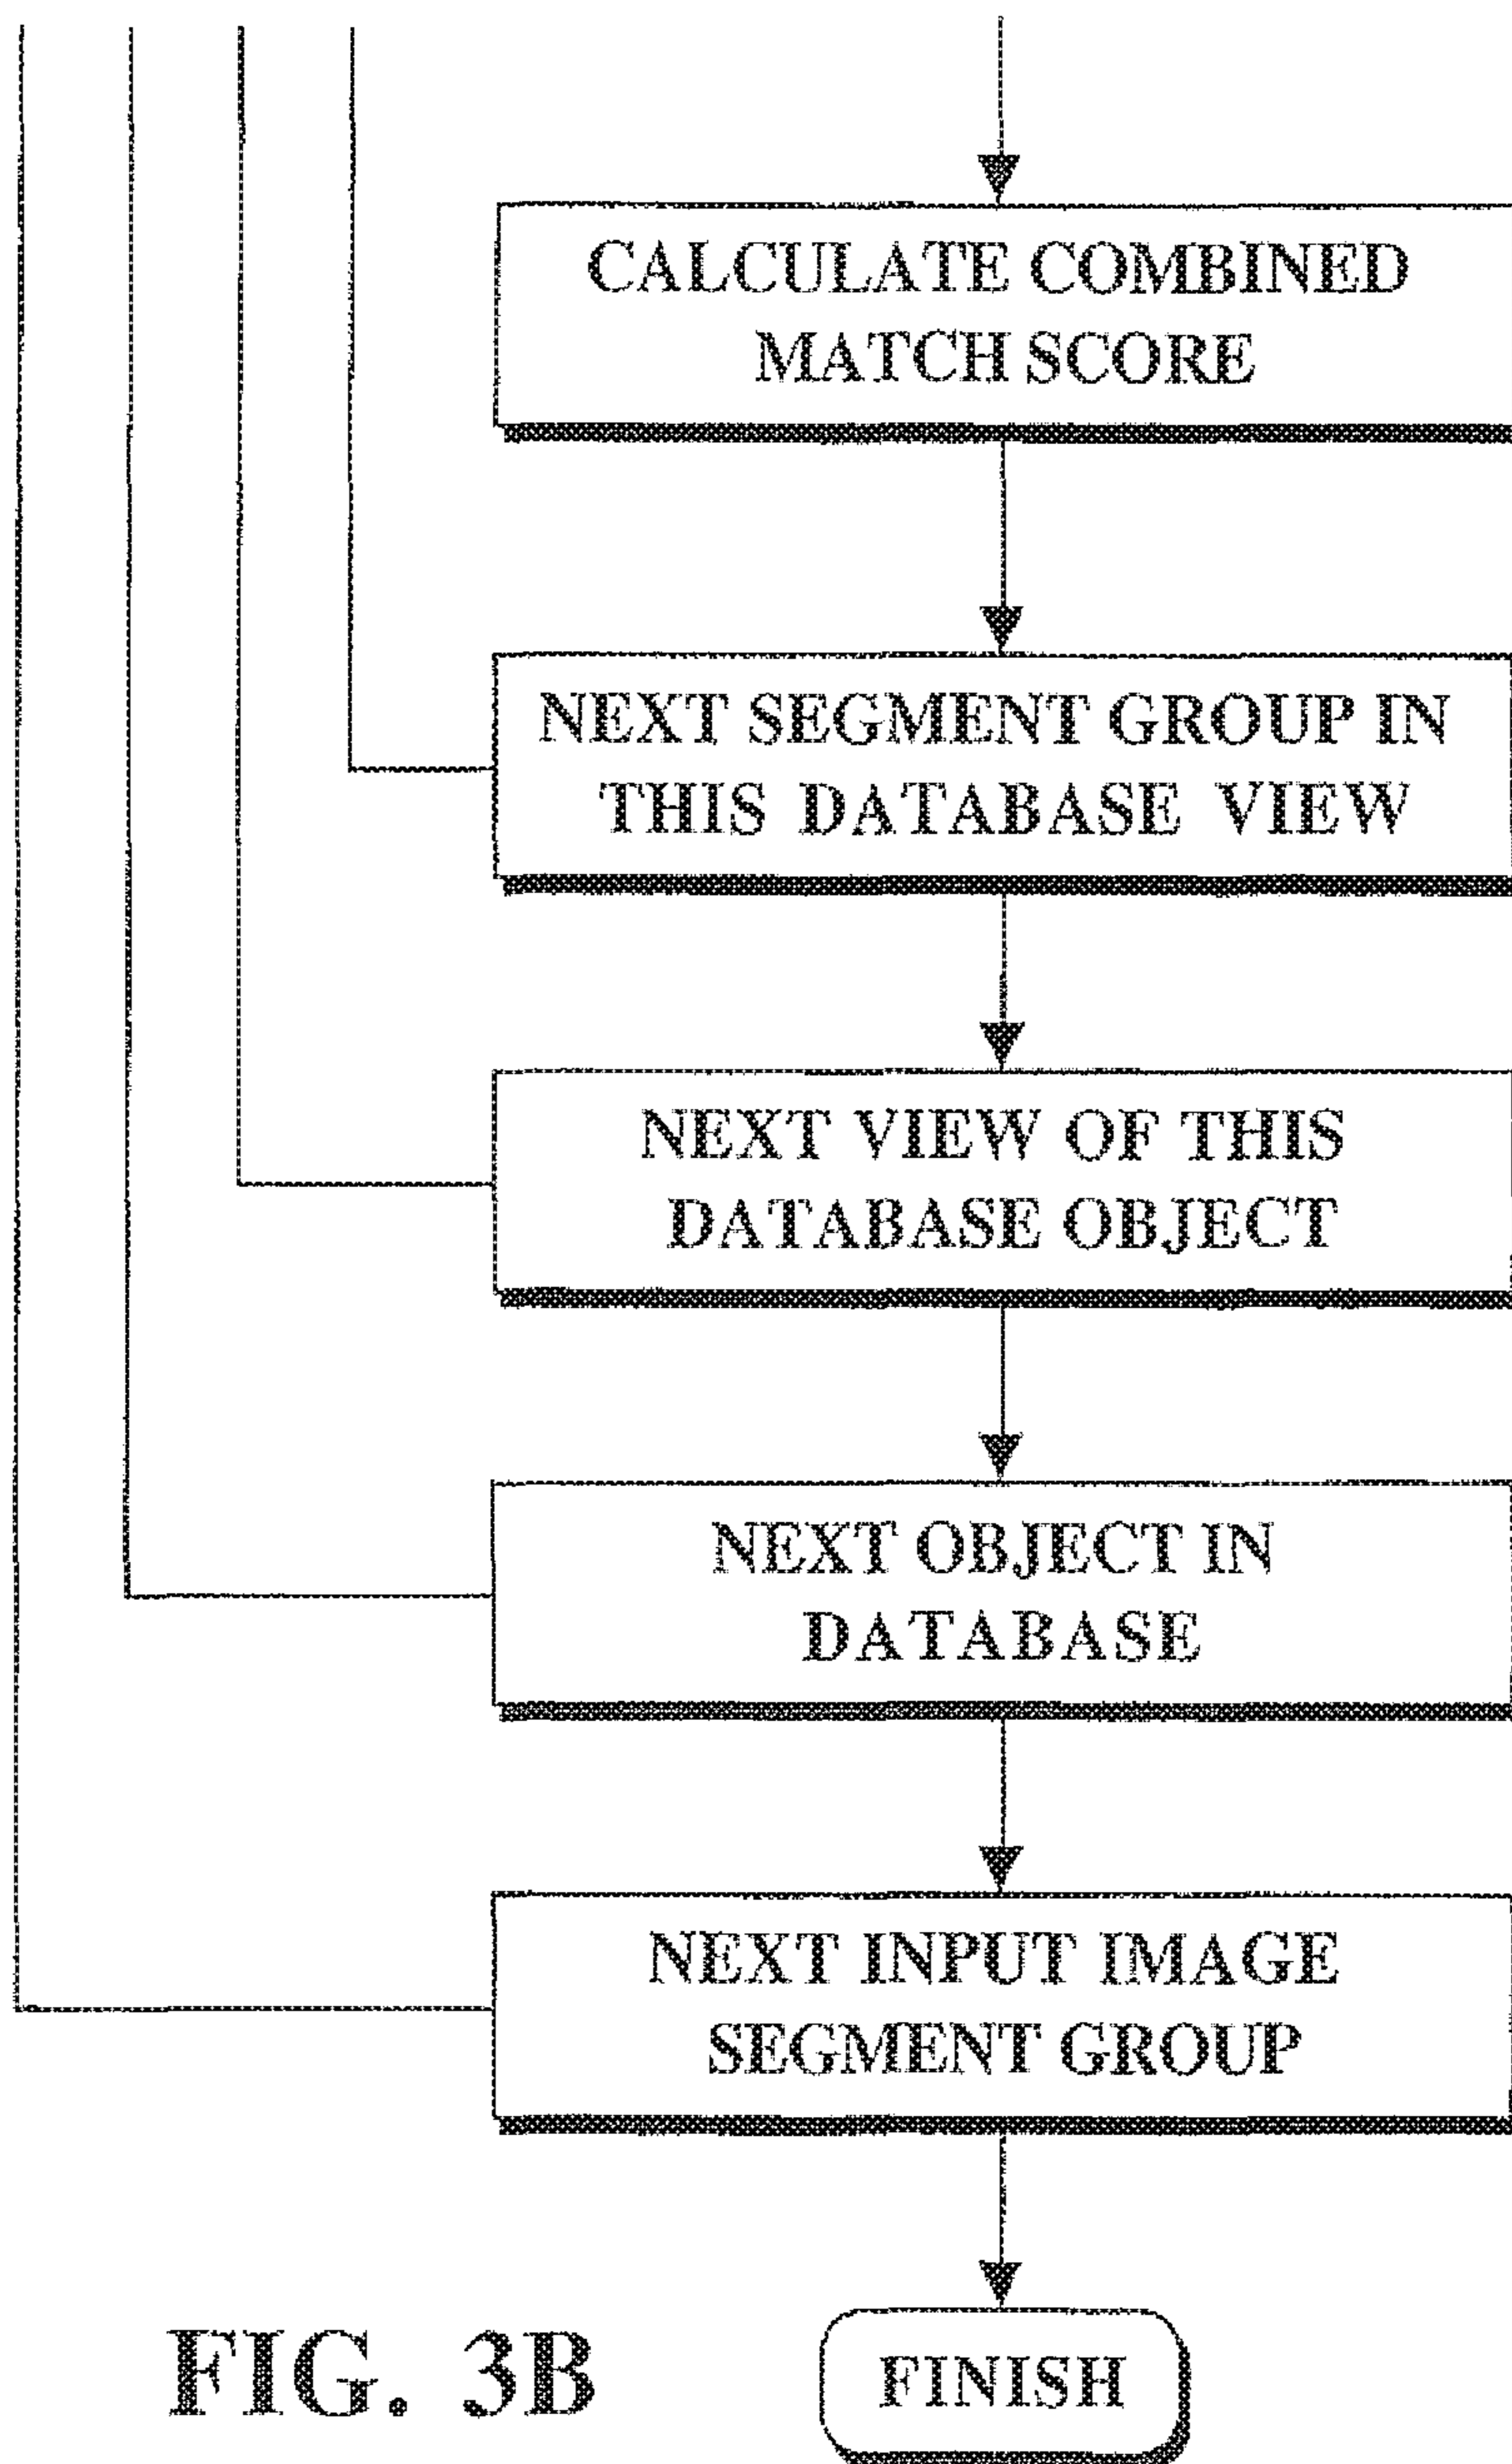 CALCULATE COMBINED
MATCH SCORE
NEXT SEGMENT GROUP IN
THIS DATABASE VIEW
NEXT VIEW OF THIS
DATABASE OBJECT
NEXT OBJECT IN
DATABASE
NEXT INPUT IMAGE
SEGMENT GROUP
FINISH
FIG. 3B